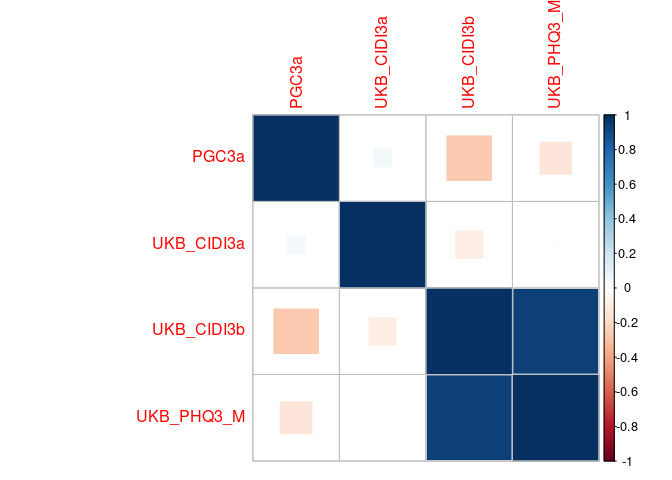 PGC3a
UKB_CIDI3a
UKB_CIDI3b
UKB_PHQ3_M
PGC3a
UKB_CIDI3a
UKB_CIDI3b
UKB_PHQ3_M
1
0.8
0.6
0.4
0.2
0
-0.2
-0.4
-0.6
-0.8
-1